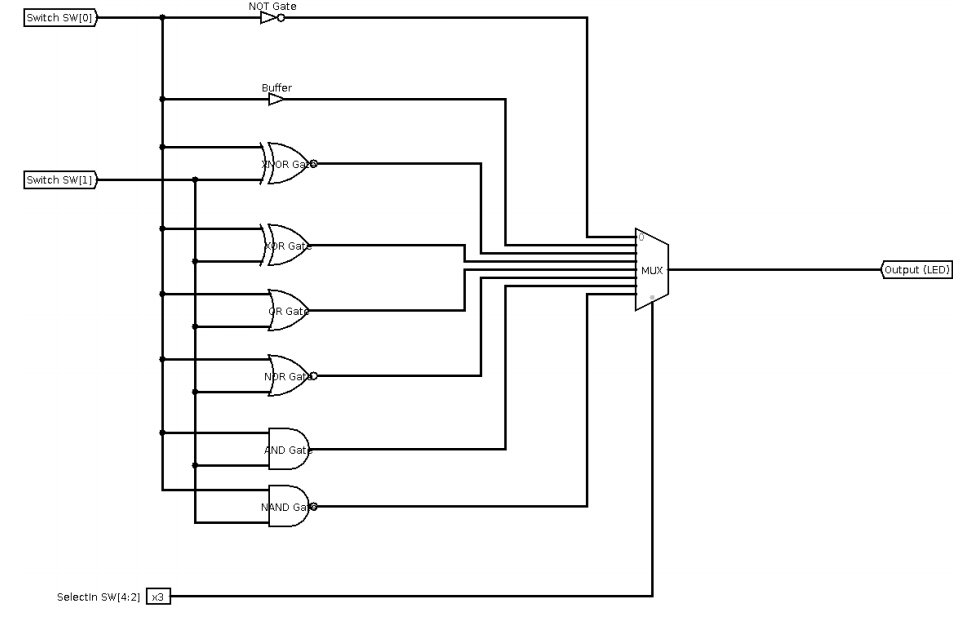 NOT Gate
Switch SW[0]
Buffer
XNOR Gate
Switch SW[1]
XOR Gate
0
MUX
Output (LED)
OR Gate
NOR Gate
AND Gate
NAND Gate
SelectIn SW[4:2] x3